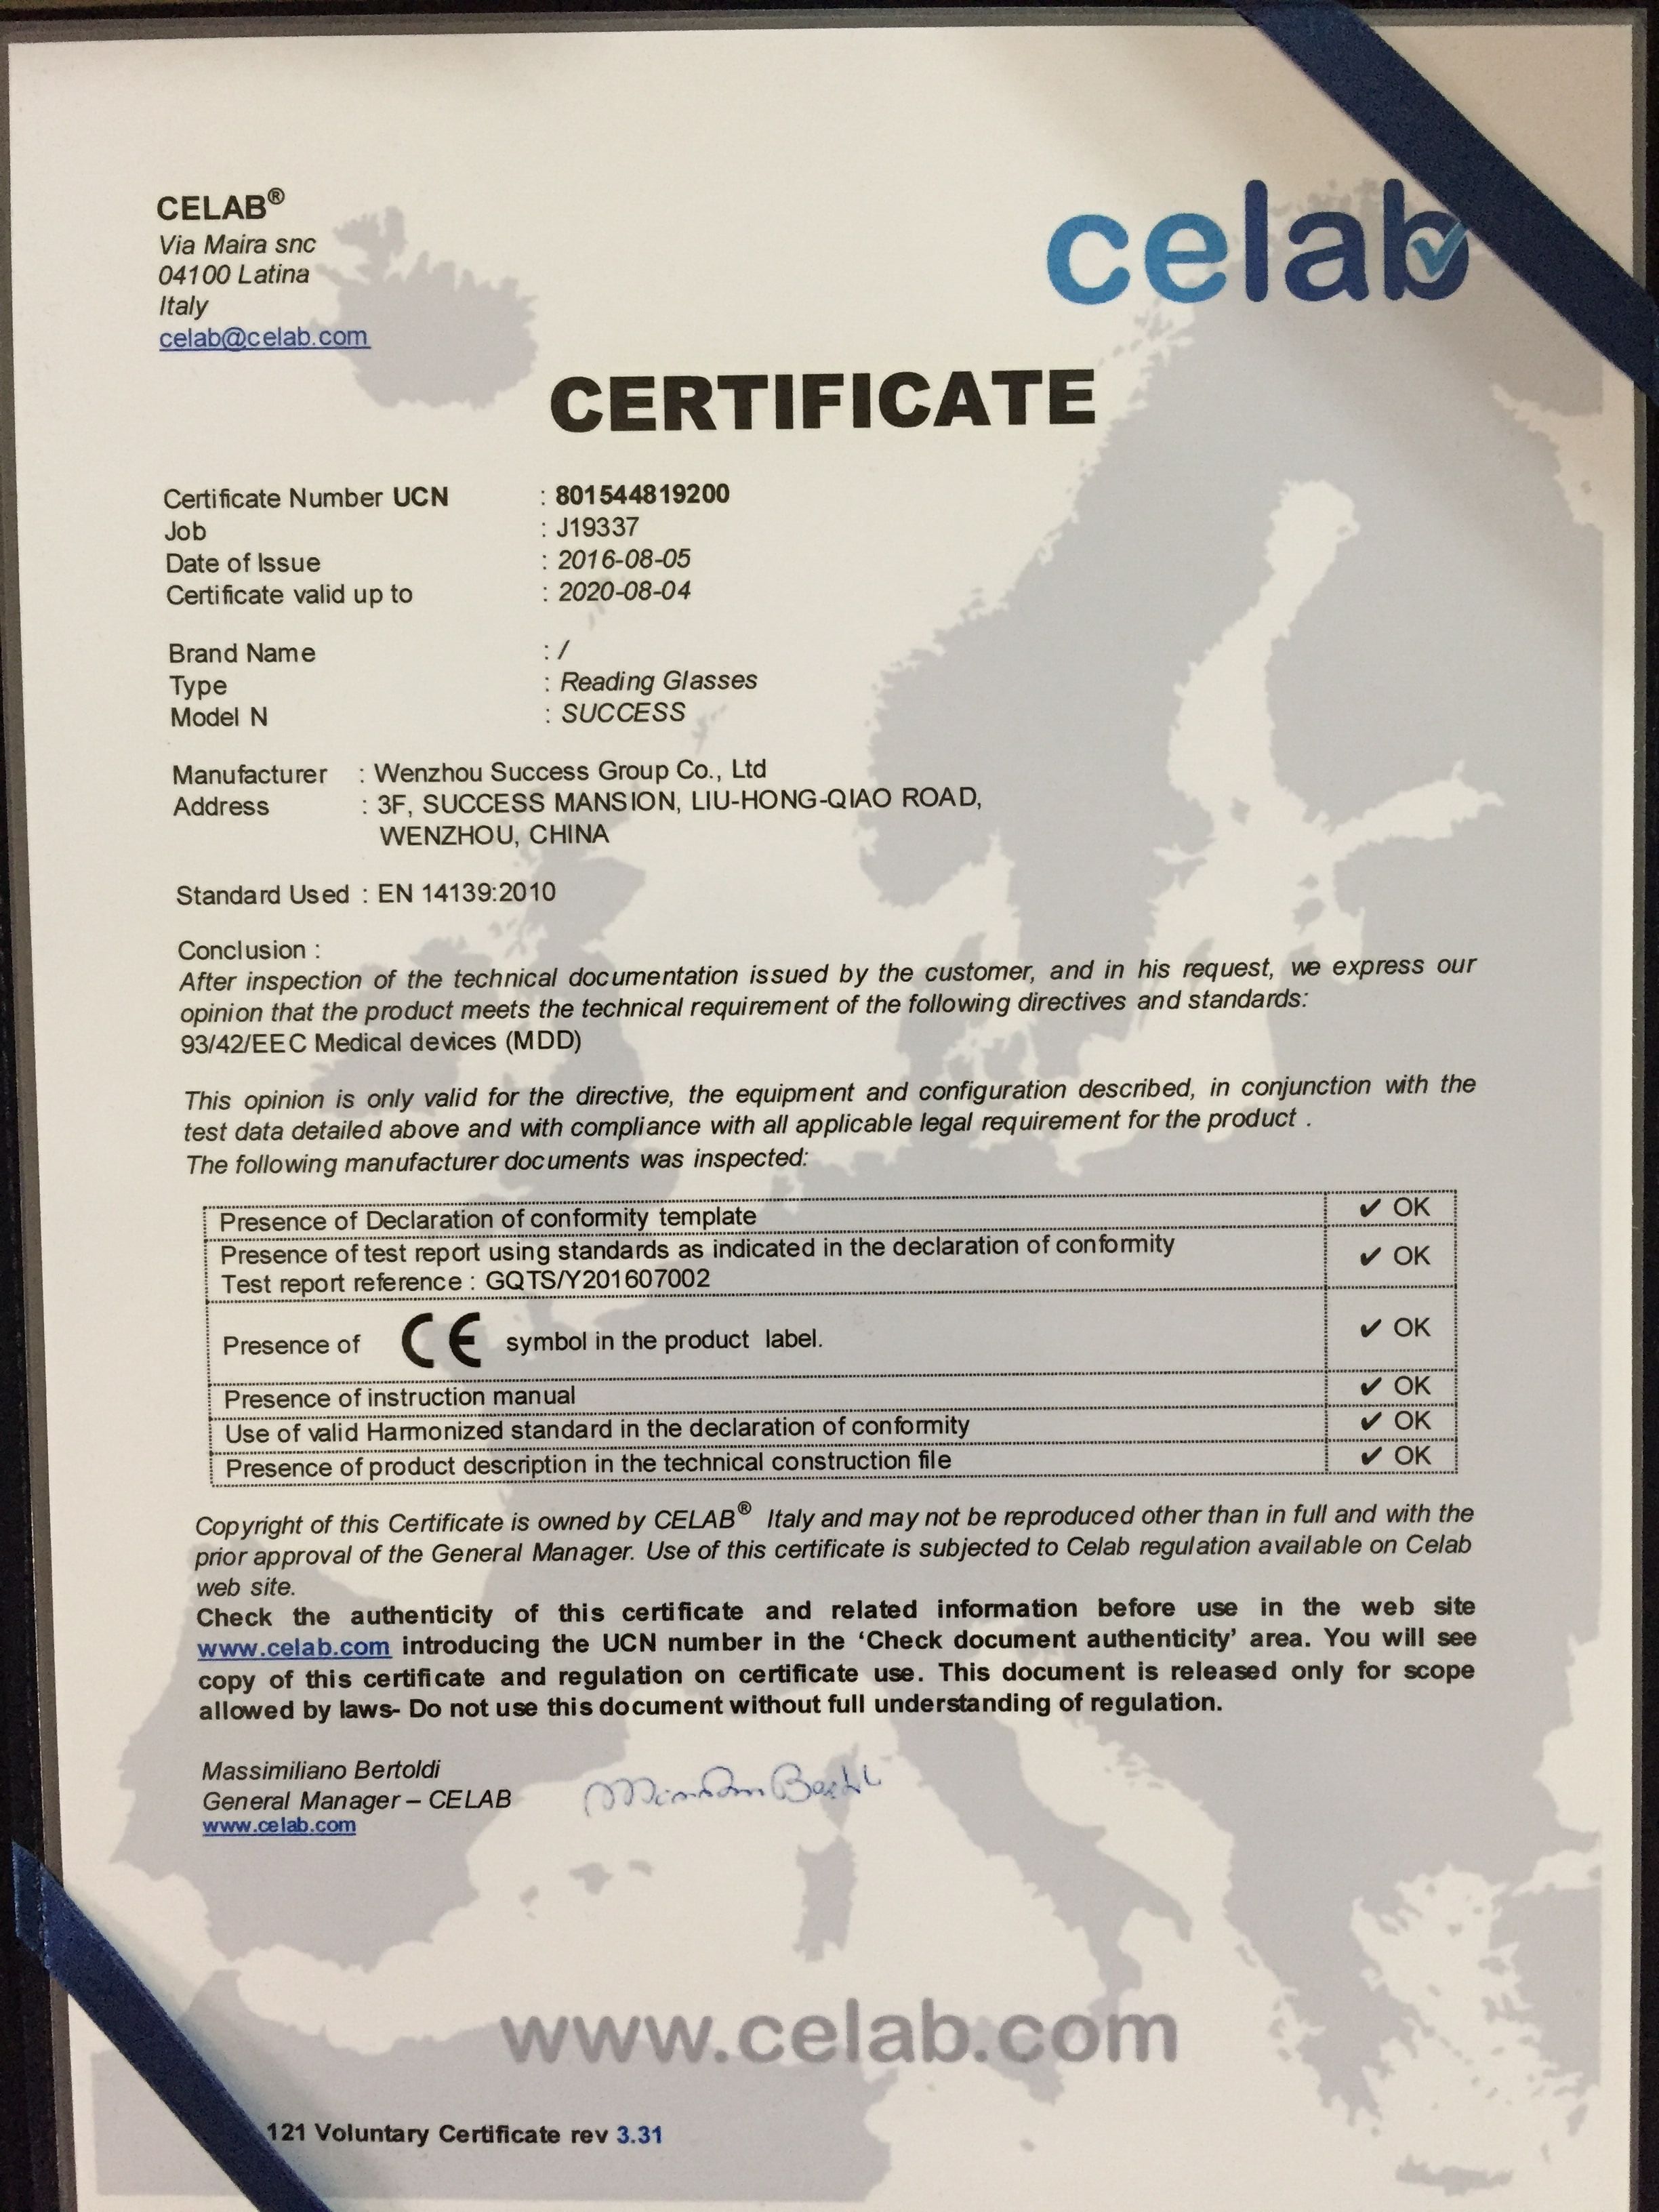 CELAB®
Via Maira snc
04100 Latina
Italy
celab@celab.com
celab
CERTIFICATE
Certificate Number UCN : 801544819200
Job : J19337
Date of Issue : 2016-08-05
Certificate valid up to : 2020-08-04
Brand Name : /
Type : Reading Glasses
Model N : SUCCESS
Manufacturer : Wenzhou Success Group Co., Ltd
Address : 3F, SUCCESS MANSION, LIU-HONG-QIAO ROAD,
WENZHOU, CHINA
Standard Used : EN 14139:2010
Conclusion :
After inspection of the technical documentation issued by the customer, and in his request, we express our
opinion that the product meets the technical requirement of the following directives and standards:
93/42/EEC Medical devices (MDD)
This opinion is only valid for the directive, the equipment and configuration described, in conjunction with the
test data detailed above and with compliance with all applicable legal requirement for the product .
The following manufacturer documents was inspected:
Presence of Declaration of conformity template ✔ OK
Presence of test report using standards as indicated in the declaration of conformity ✔ OK
Test report reference : GQTS/Y201607002
Presence of CE symbol in the product label. ✔ OK
Presence of instruction manual ✔ OK
Use of valid Harmonized standard in the declaration of conformity ✔ OK
Presence of product description in the technical construction file ✔ OK
Copyright of this Certificate is owned by CELAB® Italy and may not be reproduced other than in full and with the
prior approval of the General Manager. Use of this certificate is subjected to Celab regulation available on Celab
web site.
Check the authenticity of this certificate and related information before use in the web site
www.celab.com introducing the UCN number in the ‘Check document authenticity’ area. You will see
copy of this certificate and regulation on certificate use. This document is released only for scope
allowed by laws- Do not use this document without full understanding of regulation.
Massimiliano Bertoldi
General Manager – CELAB
www.celab.com
www.celab.com
121 Voluntary Certificate rev 3.31